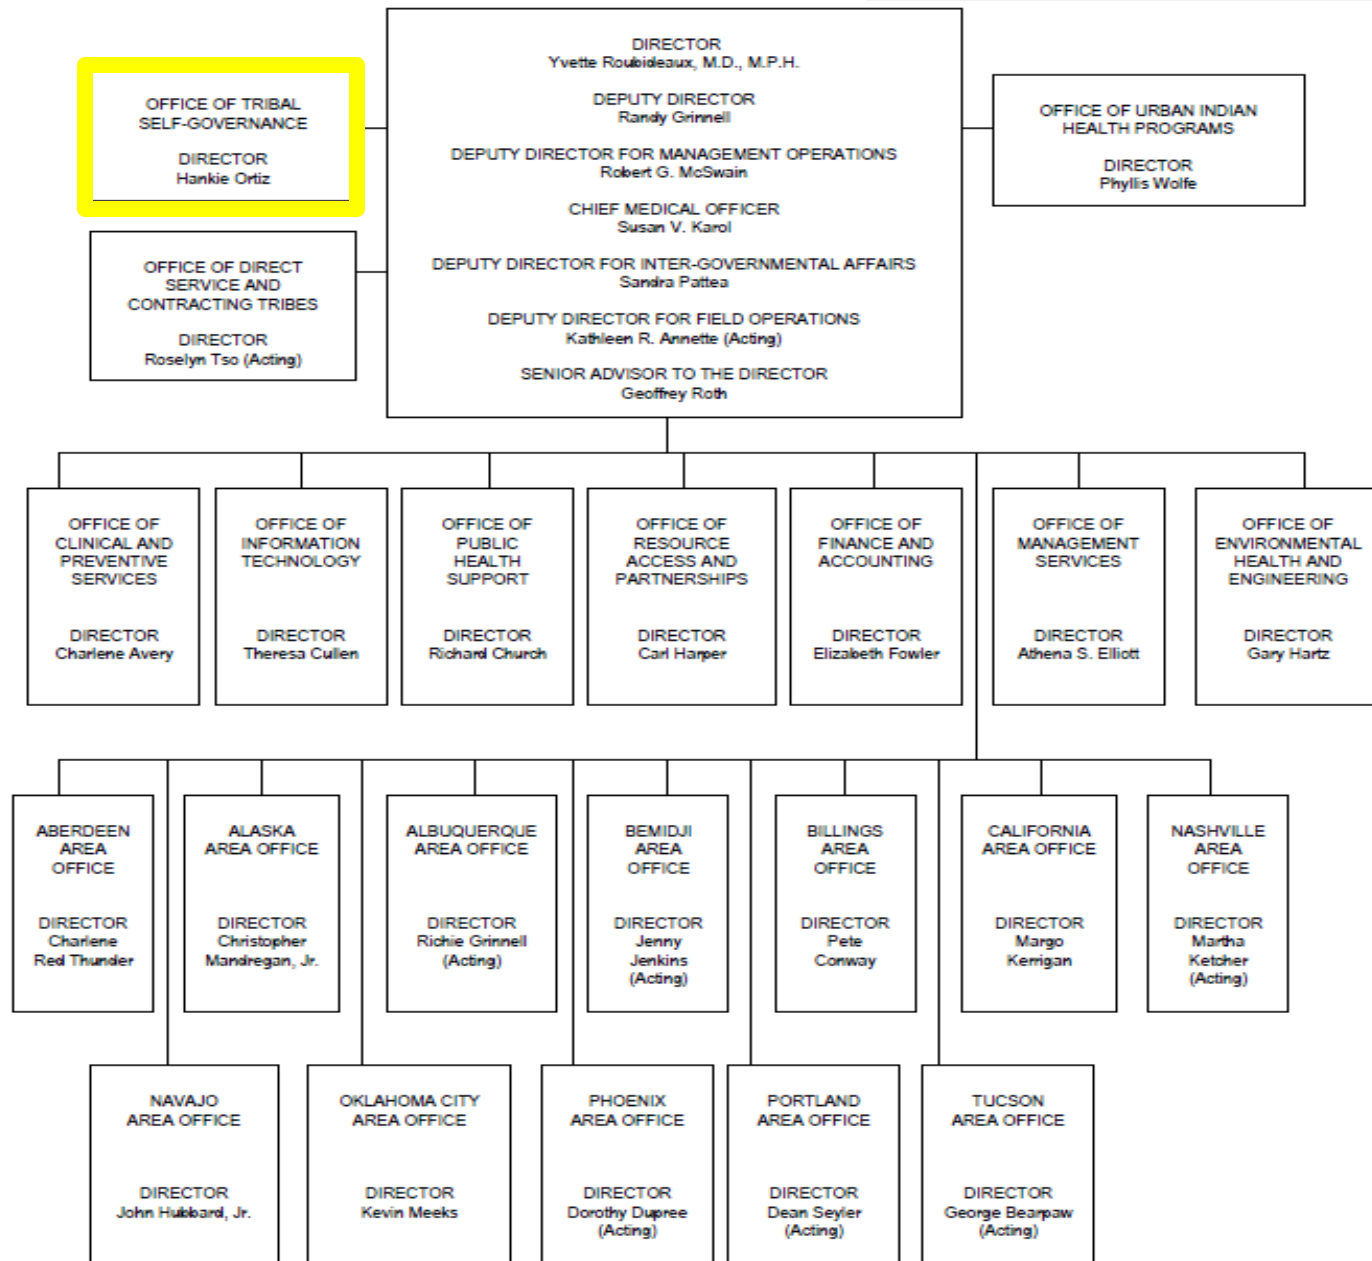 OFFICE OF TRIBAL
SELF-GOVERNANCE
DIRECTOR
Hankie Ortiz
OFFICE OF DIRECT
SERVICE AND
CONTRACTING TRIBES
DIRECTOR
Roselyn Tso (Acting)
DIRECTOR
Yvette Roubideaux, M.D., M.P.H.
DEPUTY DIRECTOR
Randy Grinnell
DEPUTY DIRECTOR FOR MANAGEMENT OPERATIONS
Robert G. McSwain
CHIEF MEDICAL OFFICER
Susan V. Karol
DEPUTY DIRECTOR FOR INTER-GOVERNMENTAL AFFAIRS
Sandra Pattea
DEPUTY DIRECTOR FOR FIELD OPERATIONS
Kathleen R. Annette (Acting)
SENIOR ADVISOR TO THE DIRECTOR
Geoffrey Roth
OFFICE OF URBAN INDIAN
HEALTH PROGRAMS
DIRECTOR
Phyllis Wolfe
OFFICE OF
CLINICAL AND
PREVENTIVE
SERVICES
DIRECTOR
Charlene Avery
OFFICE OF
INFORMATION
TECHNOLOGY
DIRECTOR
Theresa Cullen
OFFICE OF
PUBLIC
HEALTH
SUPPORT
DIRECTOR
Richard Church
OFFICE OF
RESOURCE
ACCESS AND
PARTNERSHIPS
DIRECTOR
Carl Harper
OFFICE OF
FINANCE AND
ACCOUNTING
DIRECTOR
Elizabeth Fowler
OFFICE OF
MANAGEMENT
SERVICES
DIRECTOR
Athena S. Elliott
OFFICE OF
ENVIRONMENTAL
HEALTH AND
ENGINEERING
DIRECTOR
Gary Hartz
ABERDEEN
AREA
OFFICE
DIRECTOR
Charlene
Red Thunder
ALASKA
AREA OFFICE
DIRECTOR
Christopher
Mandregan, Jr.
ALBUQUERQUE
AREA OFFICE
DIRECTOR
Richie Grinnell
(Acting)
BEMIDJI
AREA
OFFICE
DIRECTOR
Jenny
Jenkins
(Acting)
BILLINGS
AREA
OFFICE
DIRECTOR
Pete
Conway
CALIFORNIA
AREA OFFICE
DIRECTOR
Margo
Kerrigan
NASHVILLE
AREA
OFFICE
DIRECTOR
Martha
Ketcher
(Acting)
NAVAJO
AREA OFFICE
DIRECTOR
John Hubbard, Jr.
OKLAHOMA CITY
AREA OFFICE
DIRECTOR
Kevin Meeks
PHOENIX
AREA OFFICE
DIRECTOR
Dorothy Dupree
(Acting)
PORTLAND
AREA OFFICE
DIRECTOR
Dean Seyler
(Acting)
TUCSON
AREA OFFICE
DIRECTOR
George Bearpaw
(Acting)